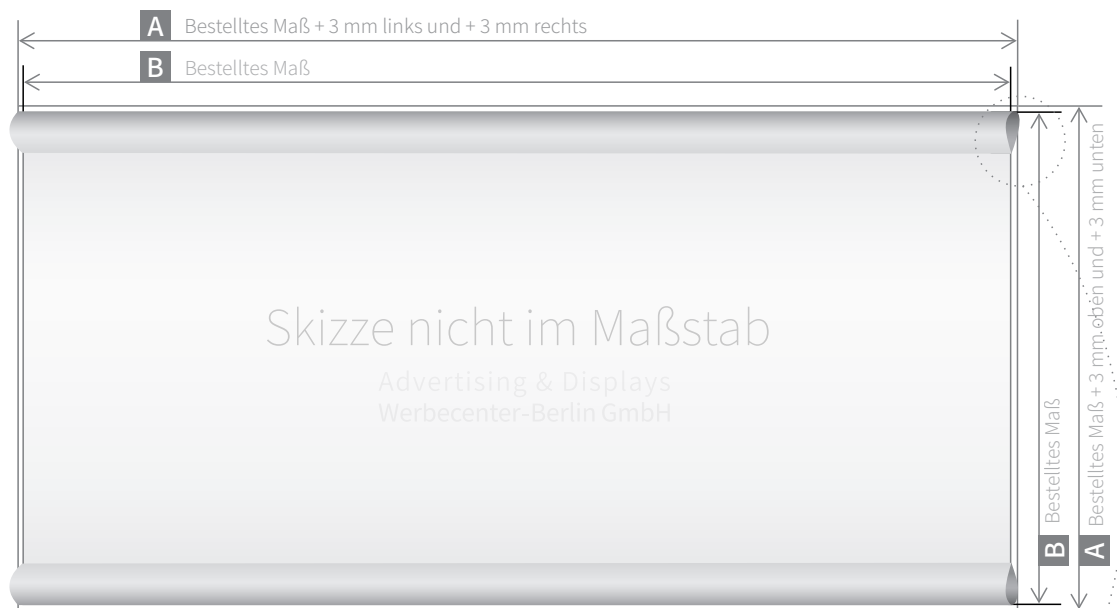 A Bestelltes Maß + 3 mm links und + 3 mm rechts
B Bestelltes Maß
Skizze nicht im Maßstab
Advertising & Displays
Werbecenter-Berlin GmbH
B Bestelltes Maß
A Bestelltes Maß + 3 mm oben und + 3 mm unten